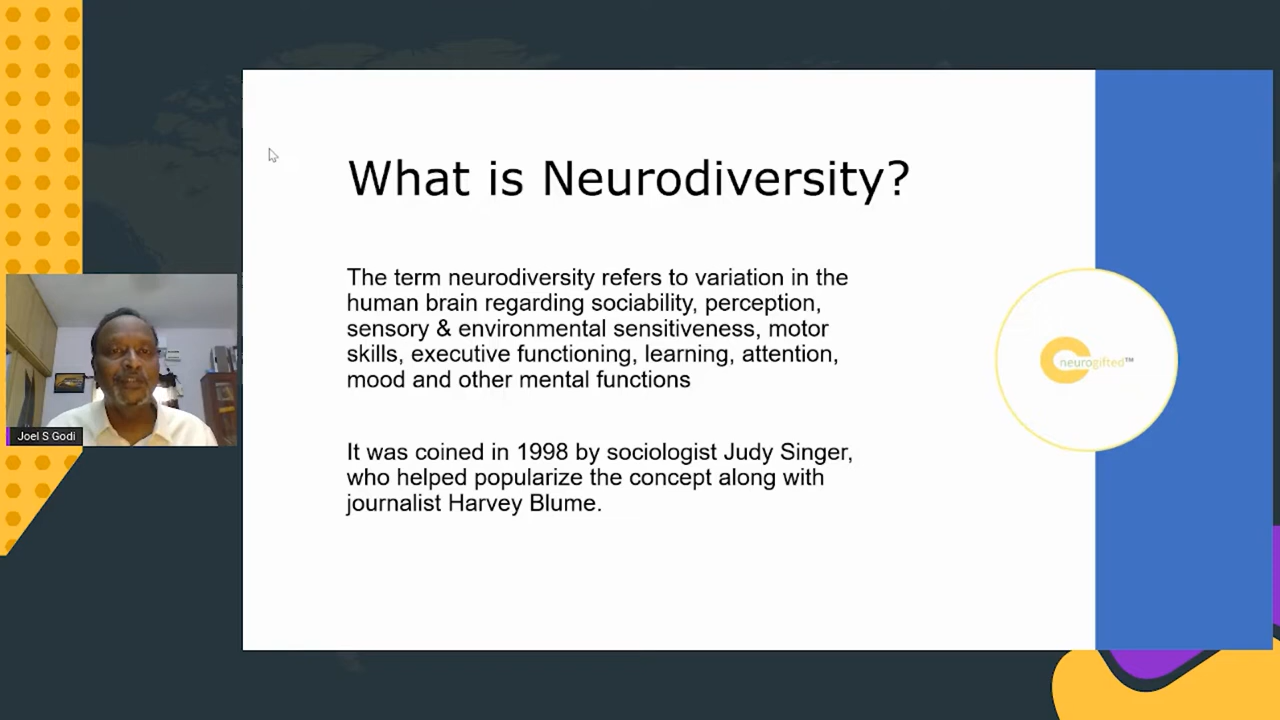 What is Neurodiversity?
The term neurodiversity refers to variation in the
human brain regarding sociability, perception,
sensory & environmental sensitiveness, motor
skills, executive functioning, learning, attention,
mood and other mental functions
It was coined in 1998 by sociologist Judy Singer,
who helped popularize the concept along with
journalist Harvey Blume.
neurogifted™
Joel S Godi